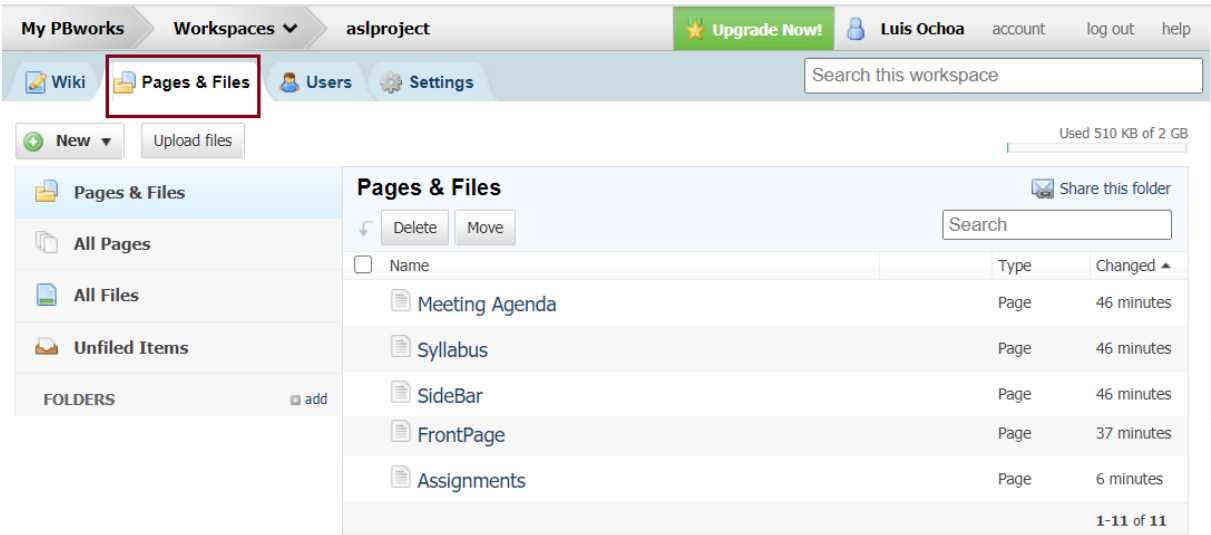 My PBworks Workspaces aslproject Upgrade Now! Luis Ochoa account log out help
Wiki Pages & Files Users Settings Search this workspace
New Upload files Used 510 KB of 2 GB
Pages & Files
All Pages
All Files
Unfiled Items
FOLDERS add
Pages & Files Share this folder
Delete Move Search
Name Type Changed
Meeting Agenda Page 46 minutes
Syllabus Page 46 minutes
SideBar Page 46 minutes
FrontPage Page 37 minutes
Assignments Page 6 minutes
1-11 of 11